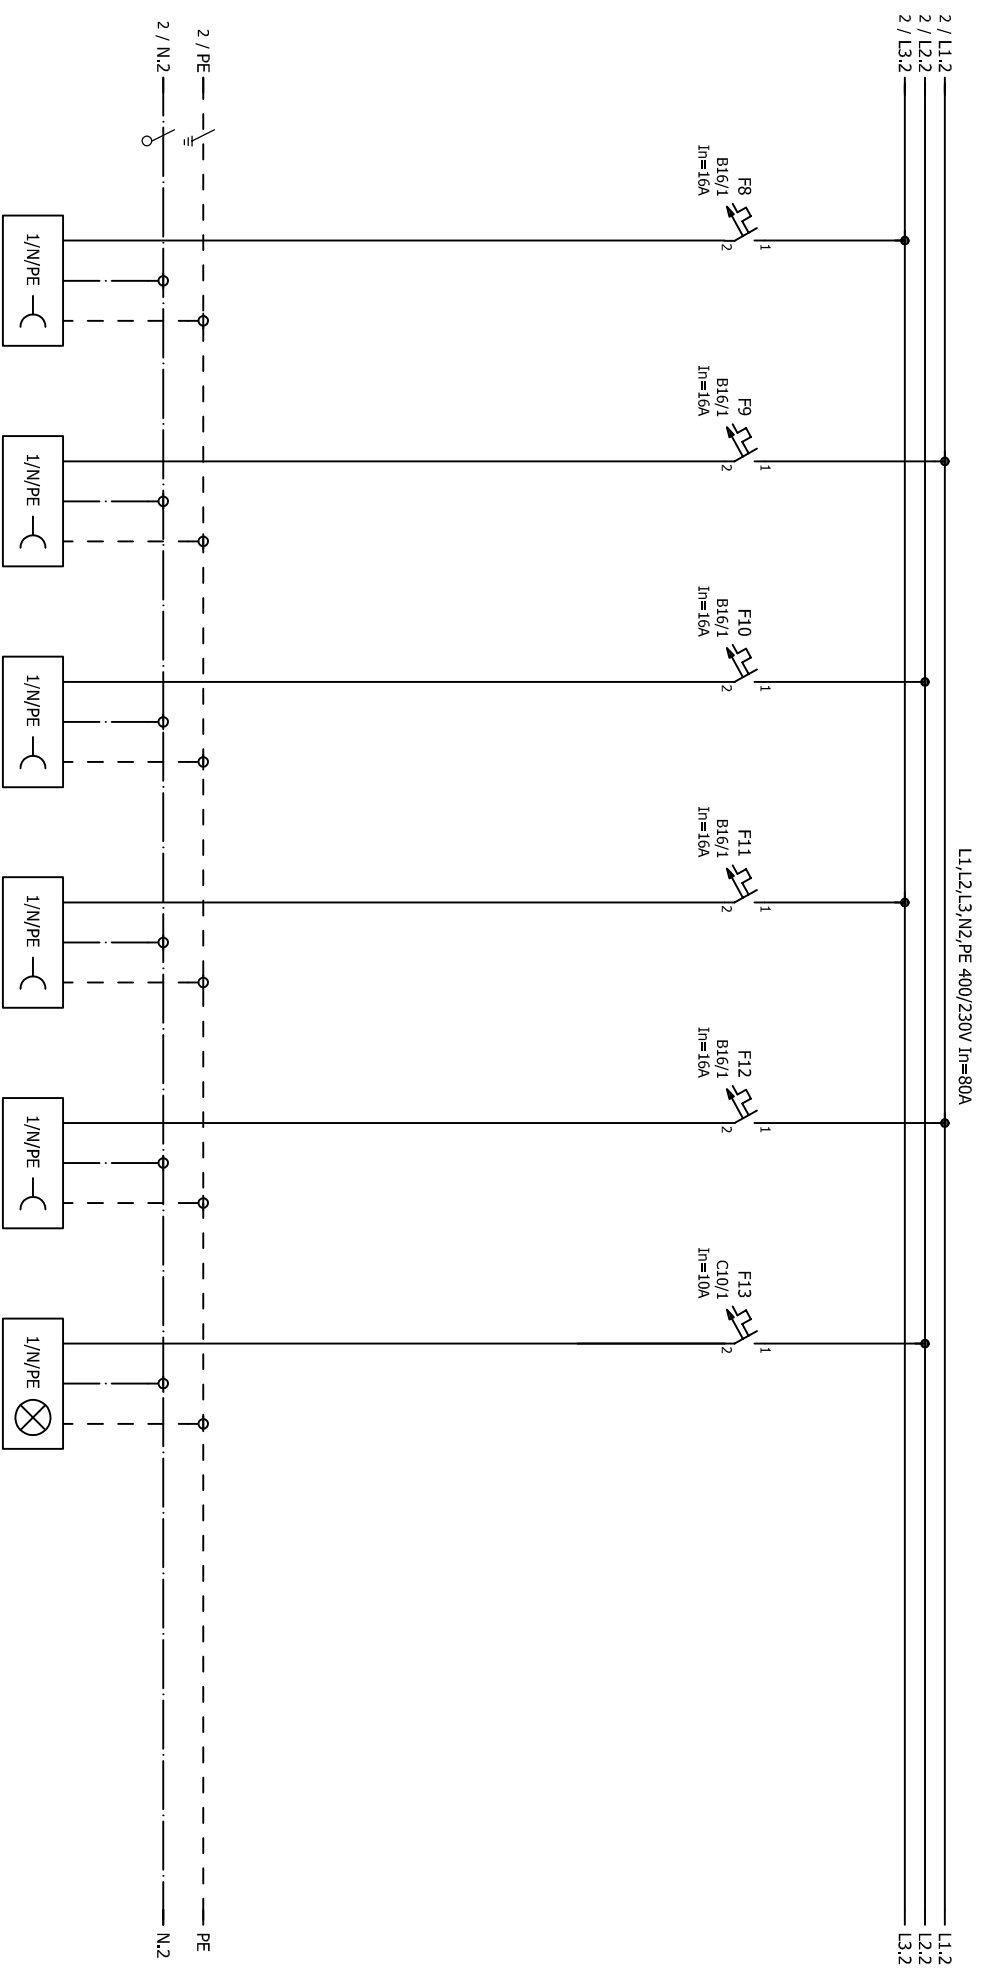 L1,L2,L3,N2,PE 400/230V In=80A
2 / L1.2
L1.2
2 / L2.2
L2.2
2 / L3.2
L3.2
F8
B16/1
In=16A
1
2
F9
B16/1
In=16A
1
2
F10
B16/1
In=16A
1
2
F11
B16/1
In=16A
1
2
F12
B16/1
In=16A
1
2
F13
C10/1
In=10A
1
2
2 / PE
PE
2 / N.2
N.2
1/N/PE
1/N/PE
1/N/PE
1/N/PE
1/N/PE
1/N/PE